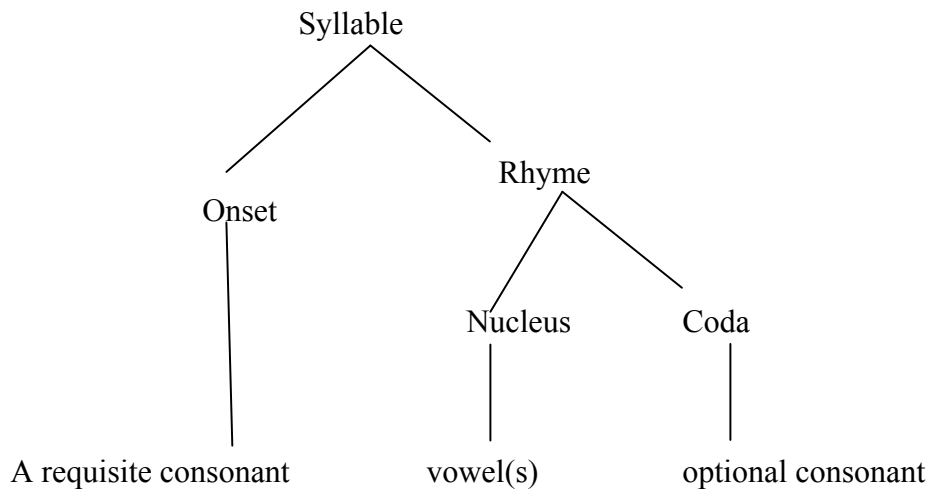 Syllable
Rhyme
Onset
Nucleus Coda
A requisite consonant vowel(s) optional consonant